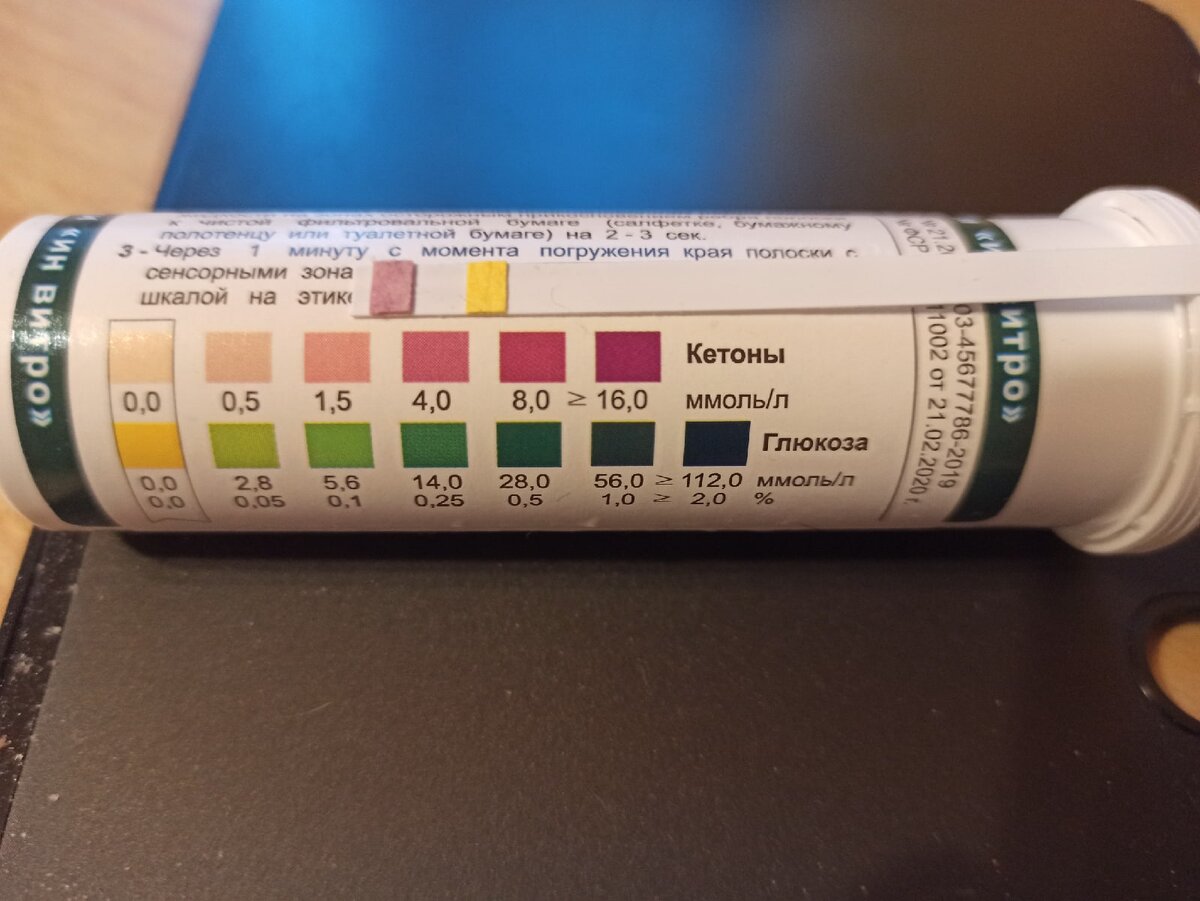 к чистой фильтровальной бумаге (салфетке, бумажному
полотенцу или туалетной бумаге) на 2 - 3 сек.
3 - Через 1 минуту с момента погружения края полоски с
сенсорными зона
шкалой на этике
Кетоны
0,0 0,5 1,5 4,0 8,0 ≥ 16,0 ммоль/л
Глюкоза
0,0 2,8 5,6 14,0 28,0 56,0 ≥ 112,0 ммоль/л
0,0 0,05 0,1 0,25 0,5 1,0 ≥ 2,0 %
кин витро»
итро»
03-45677786-2019
11002 от 21.02.2020 г.